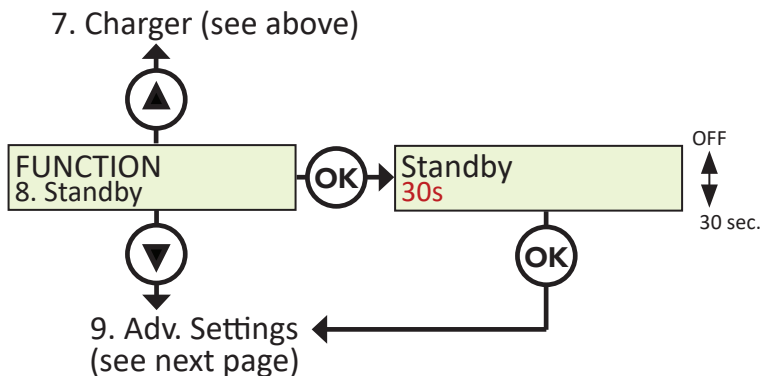 7. Charger (see above)
FUNCTION
8. Standby
OK
Standby
30s
OFF
30 sec.
OK
9. Adv. Settings
(see next page)